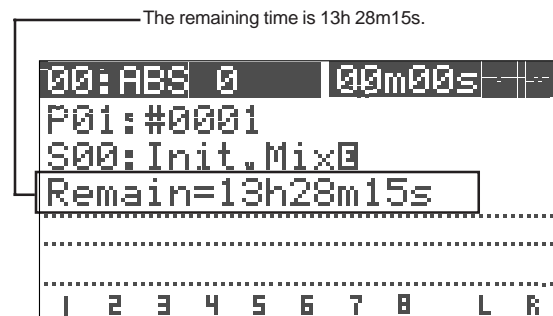 The remaining time is 13h 28m15s.
00:ABS 0 00m00s
P01:#0001
S00:Init.MixE
Remain=13h28m15s
1 2 3 4 5 6 7 8 L R